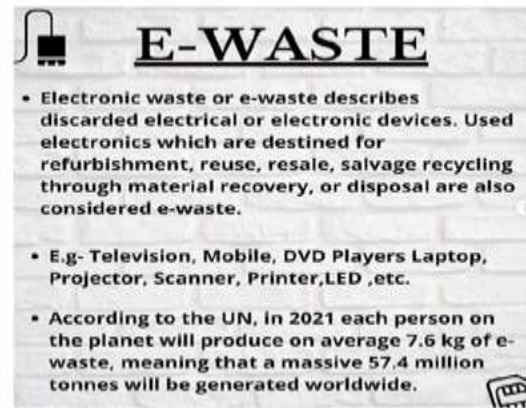 E-WASTE
• Electronic waste or e-waste describes
discarded electrical or electronic devices. Used
electronics which are destined for
refurbishment, reuse, resale, salvage recycling
through material recovery, or disposal are also
considered e-waste.
• E.g- Television, Mobile, DVD Players Laptop,
Projector, Scanner, Printer,LED ,etc.
• According to the UN, in 2021 each person on
the planet will produce on average 7.6 kg of e-
waste, meaning that a massive 57.4 million
tonnes will be generated worldwide.